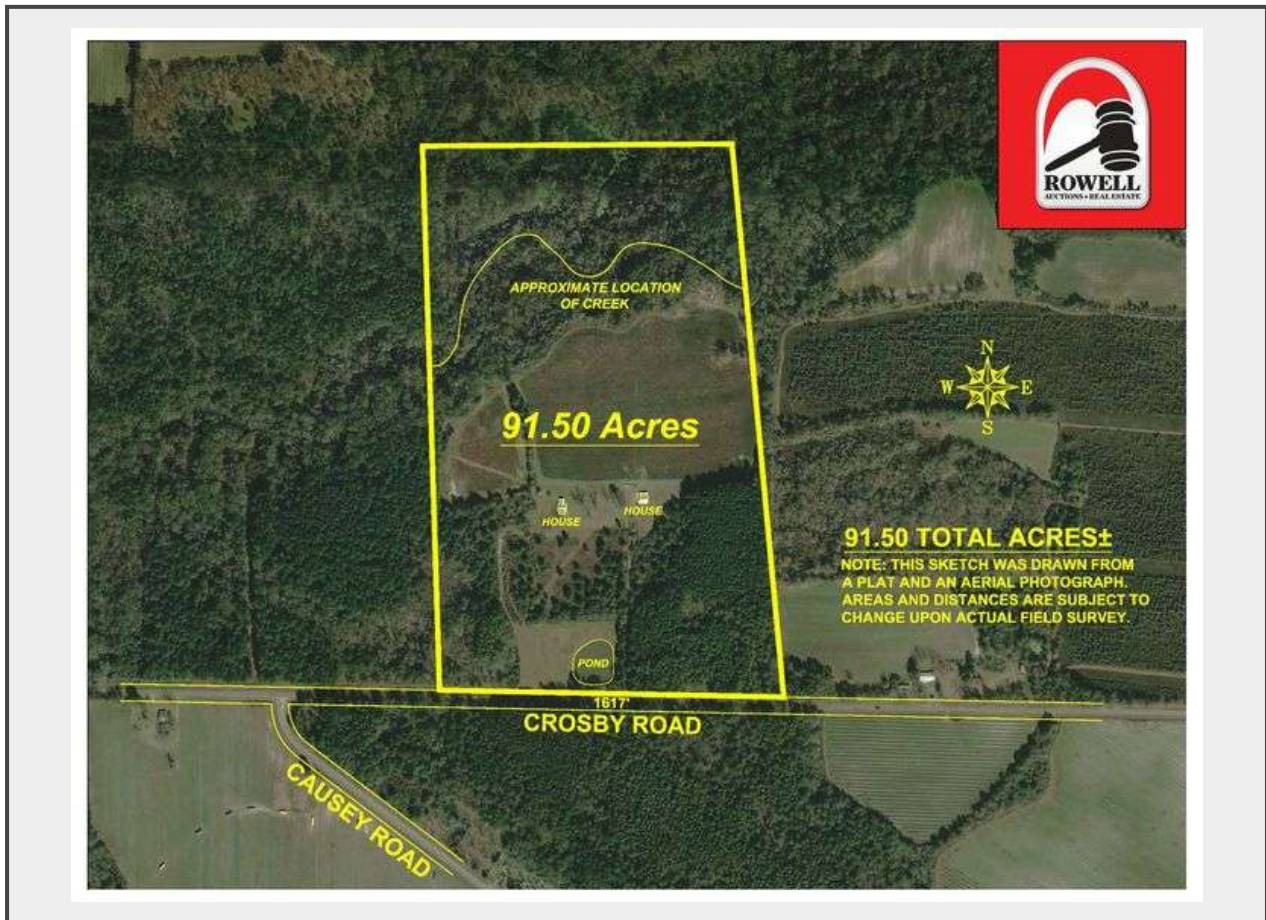 ROWELL
AUCTIONS • REAL ESTATE
APPROXIMATE LOCATION
OF CREEK
N
W E
S
91.50 Acres
HOUSE
HOUSE
91.50 TOTAL ACRES±
NOTE: THIS SKETCH WAS DRAWN FROM
A PLAT AND AN AERIAL PHOTOGRAPH.
AREAS AND DISTANCES ARE SUBJECT TO
CHANGE UPON ACTUAL FIELD SURVEY.
POND
1617'
CROSBY ROAD
CAUSEY ROAD